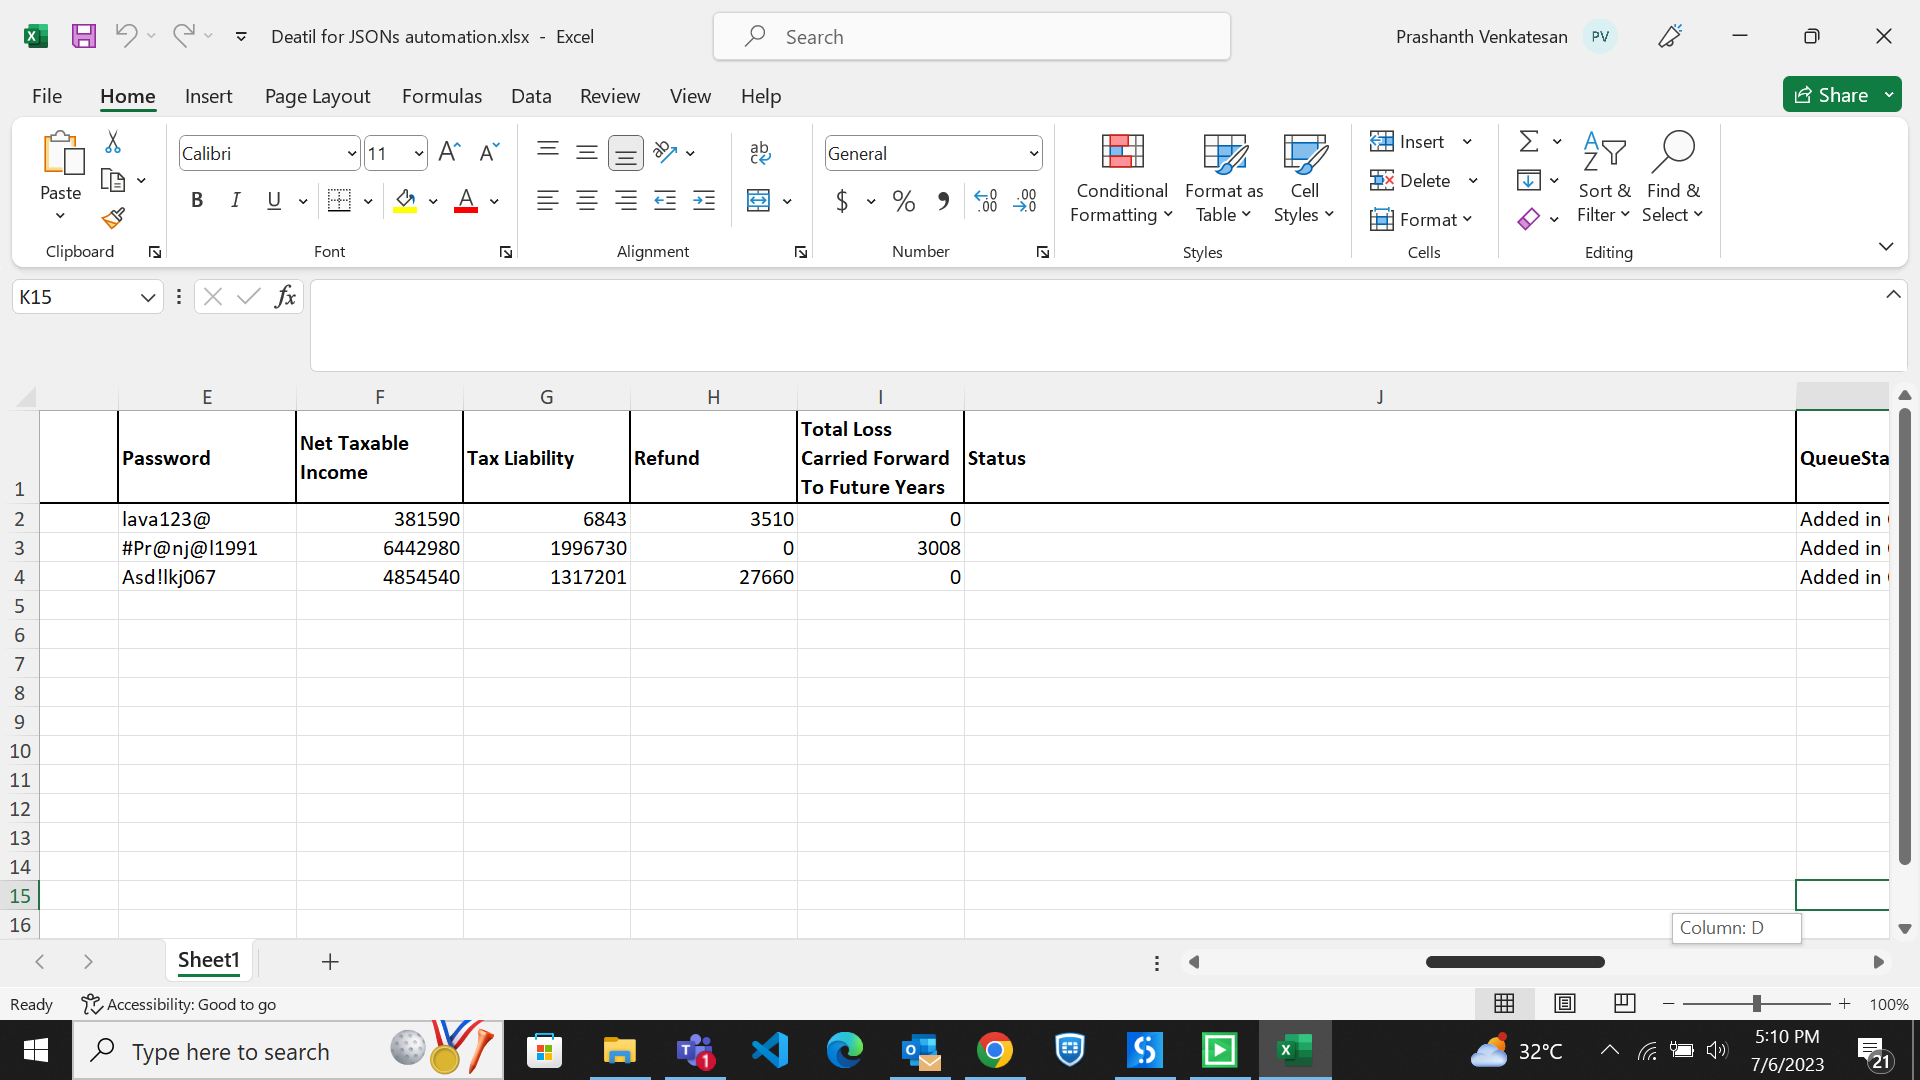 Deatil for JSONs automation.xlsx - Excel
Search
Prashanth Venkatesan PV
File Home Insert Page Layout Formulas Data Review View Help
Share
Paste
Clipboard
Calibri 11
B I U
Font
ab
Alignment
General
$ % 9
Number
Conditional Formatting
Format as Table
Cell Styles
Styles
Insert
Delete
Format
Cells
Sort & Filter
Find & Select
Editing
K15
fx
E F G H I J
1 Password Net Taxable Income Tax Liability Refund Total Loss Carried Forward To Future Years Status QueueSta
2 lava123@ 381590 6843 3510 0 Added in
3 #Pr@nj@l1991 6442980 1996730 0 3008 Added in
4 Asd!lkj067 4854540 1317201 27660 0 Added in
5
6
7
8
9
10
11
12
13
14
15
16
Column: D
Sheet1
Ready
Accessibility: Good to go
100%
Type here to search
1
32°C
5:10 PM
7/6/2023
21